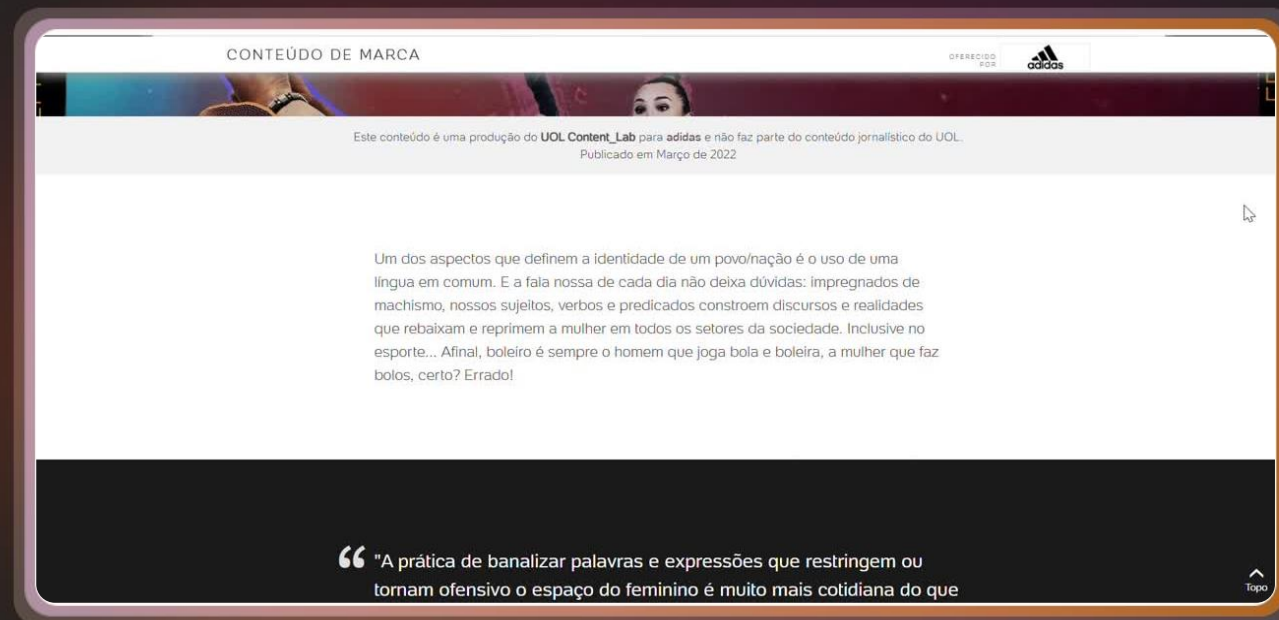 CONTEÚDO DE MARCA
OFERECIDO
POR
adidas
Este conteúdo é uma produção do UOL Content_Lab para adidas e não faz parte do conteúdo jornalístico do UOL.
Publicado em Março de 2022
Um dos aspectos que definem a identidade de um povo/nação é o uso de uma
língua em comum. E a fala nossa de cada dia não deixa dúvidas: impregnados de
machismo, nossos sujeitos, verbos e predicados constroem discursos e realidades
que rebaixam e reprimem a mulher em todos os setores da sociedade. Inclusive no
esporte... Afinal, boleiro é sempre o homem que joga bola e boleira, a mulher que faz
bolos, certo? Errado!
“ "A prática de banalizar palavras e expressões que restringem ou
tornam ofensivo o espaço do feminino é muito mais cotidiana do que
Topo